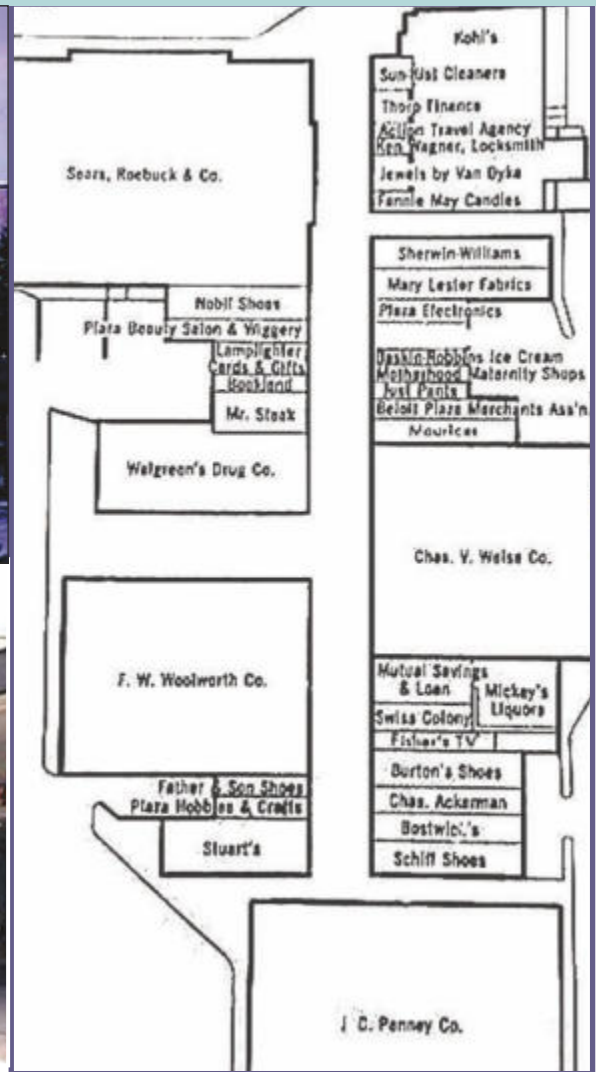 Kohl's
Sun-Kist Cleaners
Thorp Finance
Action Travel Agency
Ken Wagner, Locksmith
Jewels by Van Dyke
Fannie May Candies
Sears, Roebuck & Co.
Sherwin-Williams
Mary Lester Fabrics
Plaza Electronics
Baskin-Robbins Ice Cream
Motherhood Maternity Shops
Just Pants
Beloit Plaza Merchants Ass'n.
Maurices
Nobil Shoes
Plaza Beauty Salon & Wiggery
Lamplighter
Cards & Gifts
Bookland
Mr. Steak
Walgreen's Drug Co.
Chas. V. Weise Co.
F. W. Woolworth Co.
Mutual Savings
& Loan
Mickey's
Liquors
Swiss Colony
Fisher's TV
Burton's Shoes
Chas. Ackerman
Bostwick's
Schiff Shoes
Father & Son Shoes
Plaza Hobbies & Crafts
Stuart's
J. C. Penney Co.